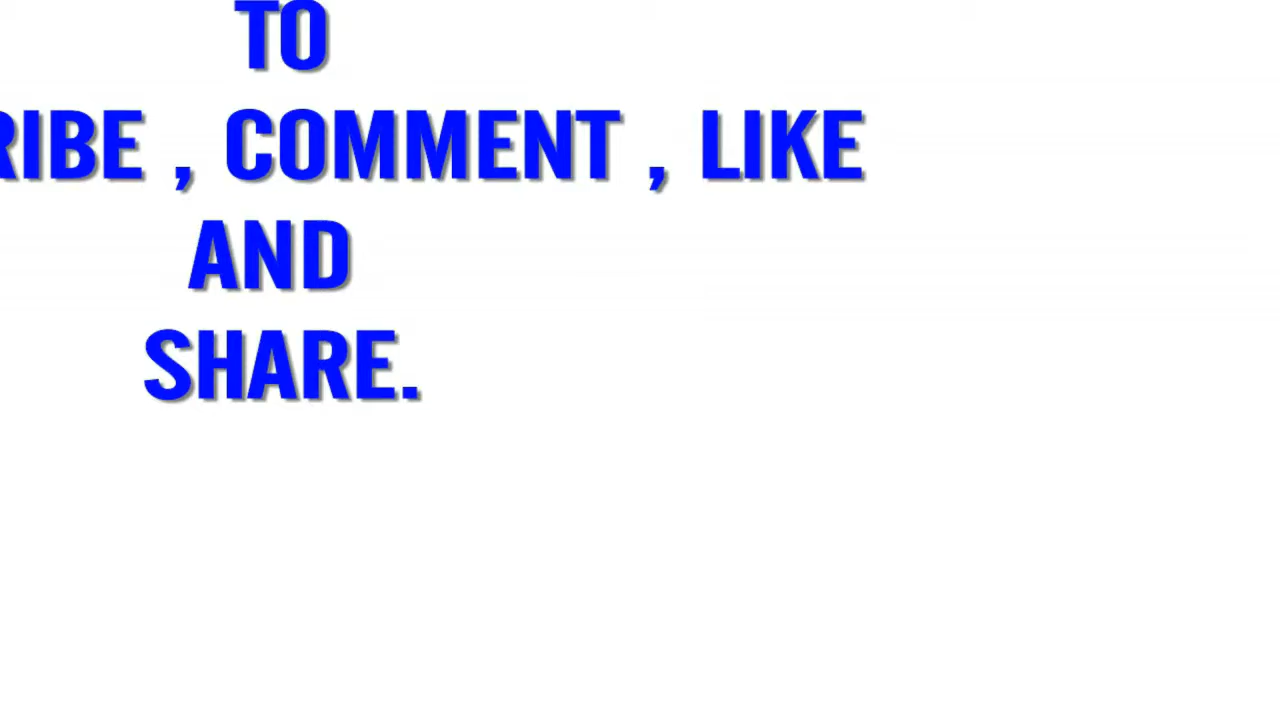 TO
RIBE , COMMENT , LIKE
AND
SHARE.